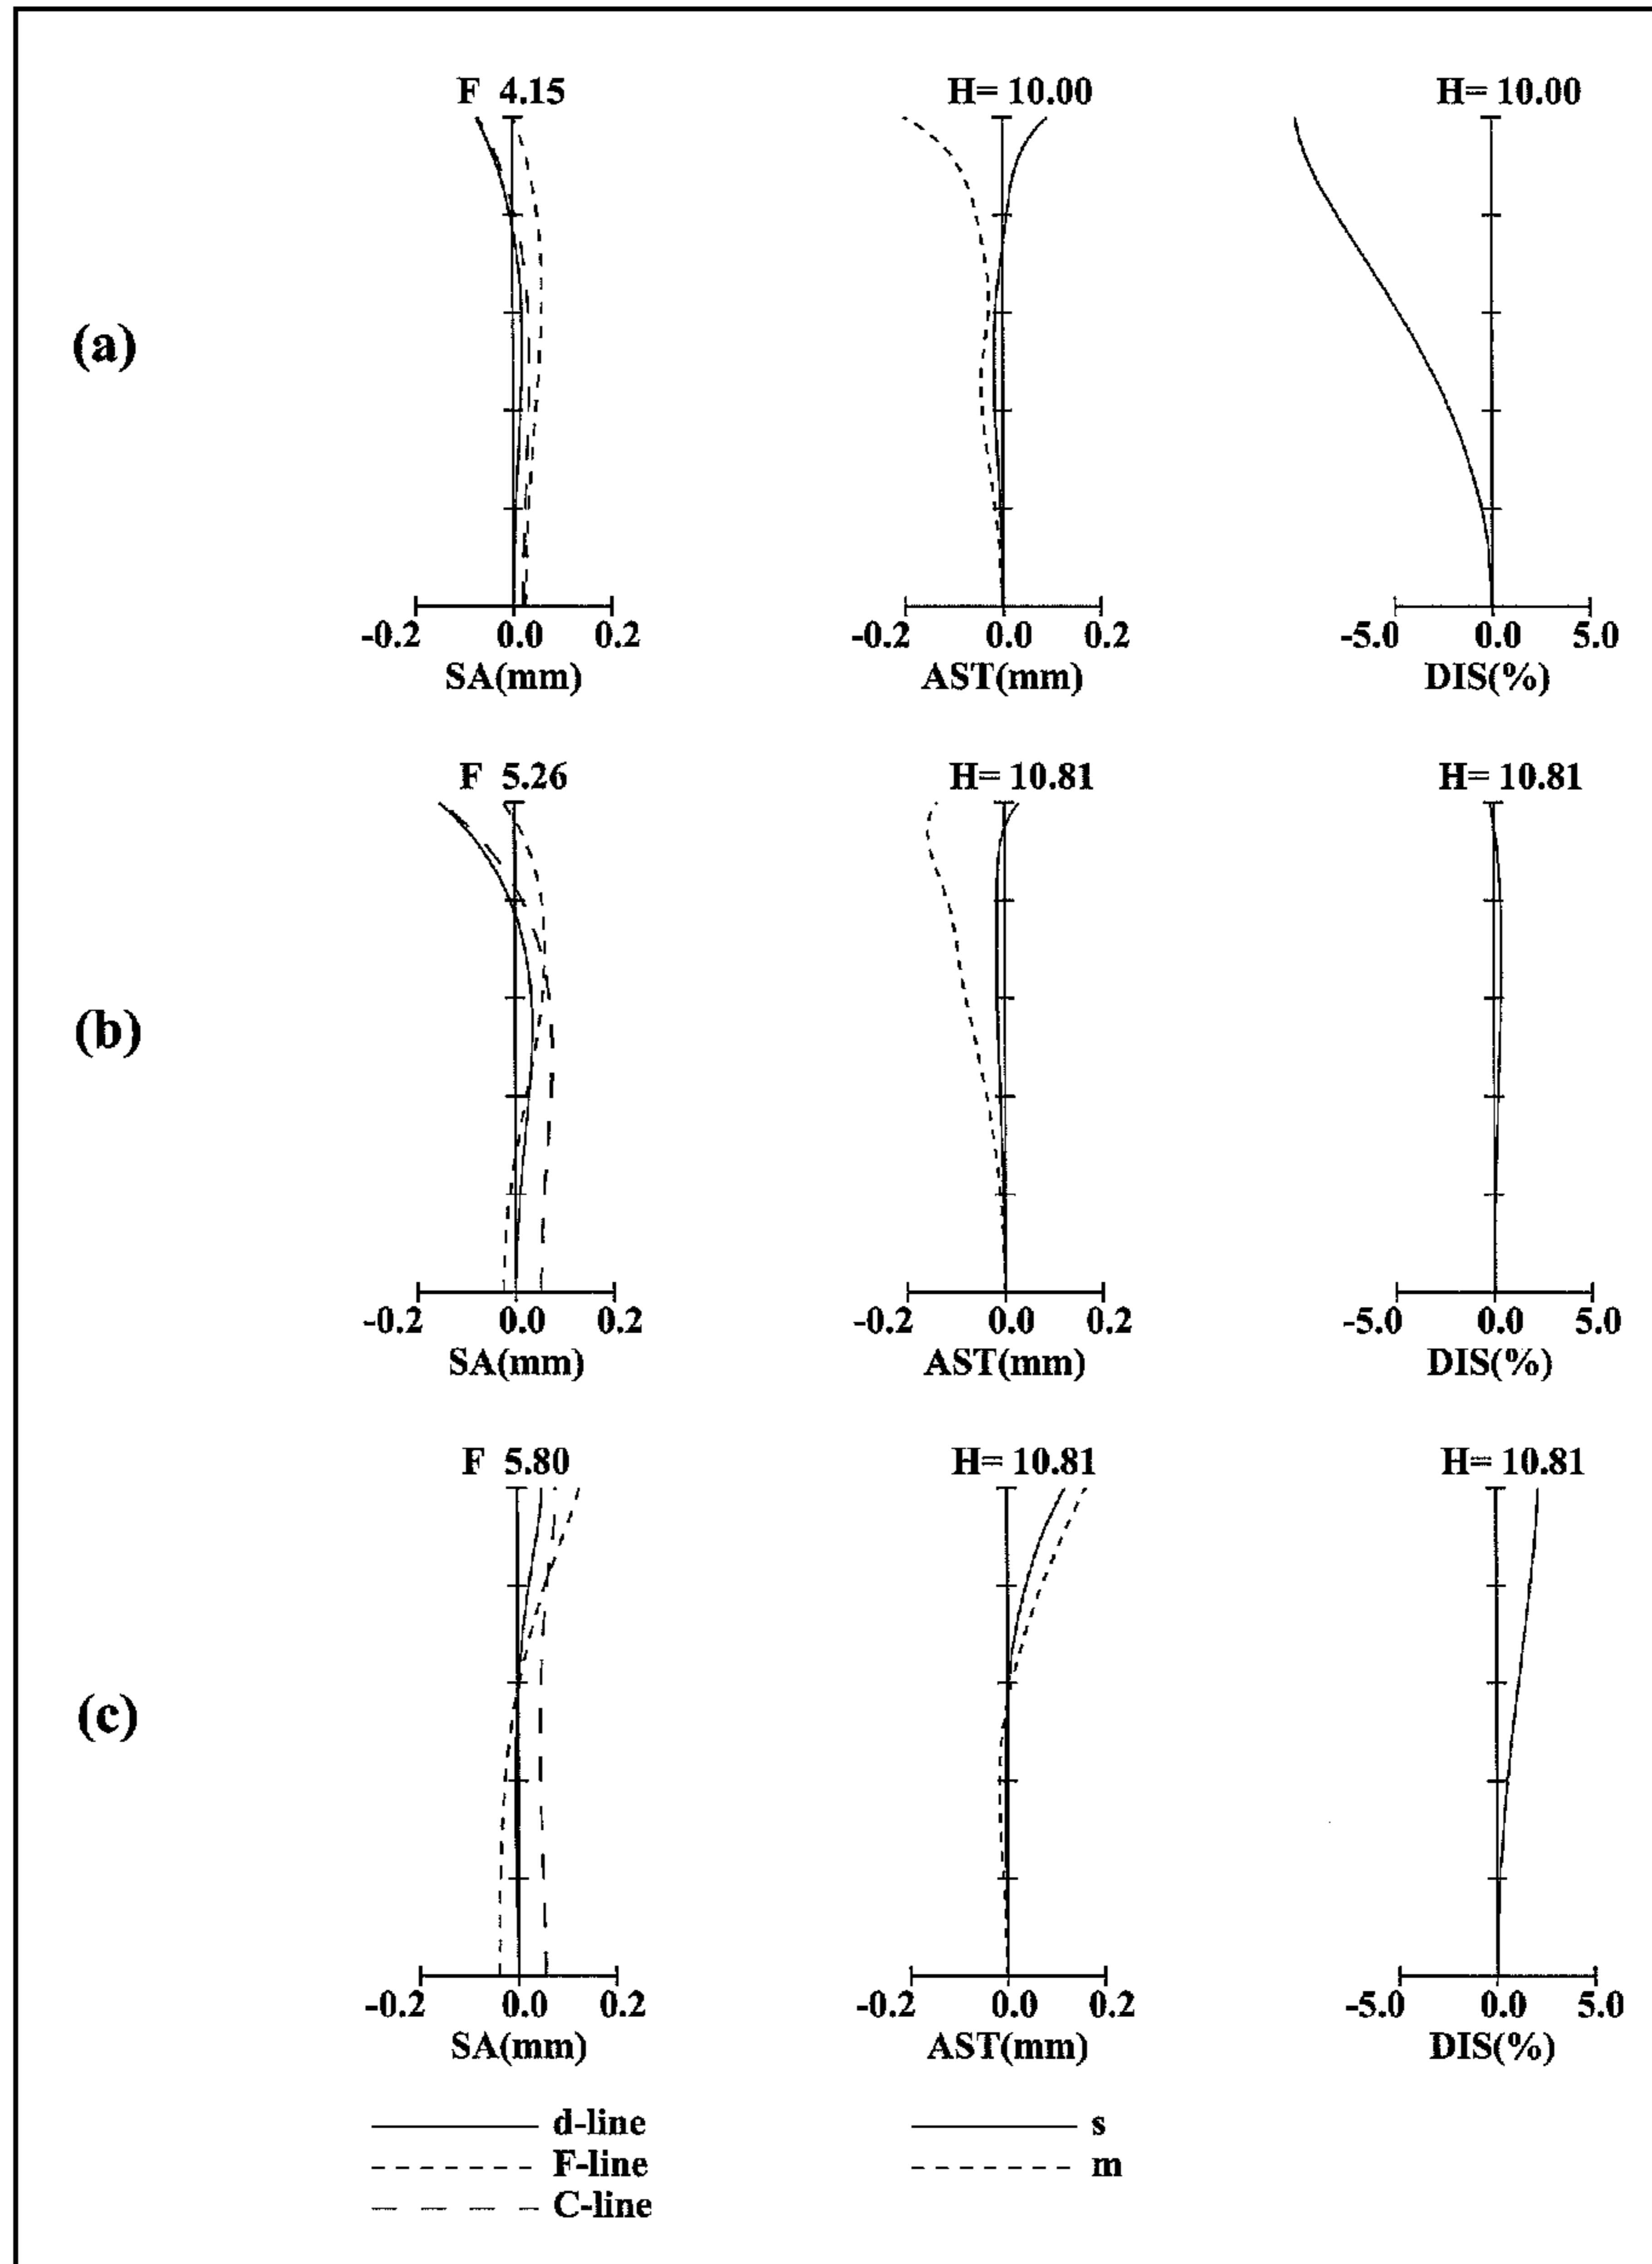 F 4.15 H= 10.00 H= 10.00
(a)
-0.2 0.0 0.2 -0.2 0.0 0.2 -5.0 0.0 5.0
SA(mm) AST(mm) DIS(%)
F 5.26 H= 10.81 H= 10.81
(b)
-0.2 0.0 0.2 -0.2 0.0 0.2 -5.0 0.0 5.0
SA(mm) AST(mm) DIS(%)
F 5.80 H= 10.81 H= 10.81
(c)
-0.2 0.0 0.2 -0.2 0.0 0.2 -5.0 0.0 5.0
SA(mm) AST(mm) DIS(%)
d-line s
F-line m
C-line